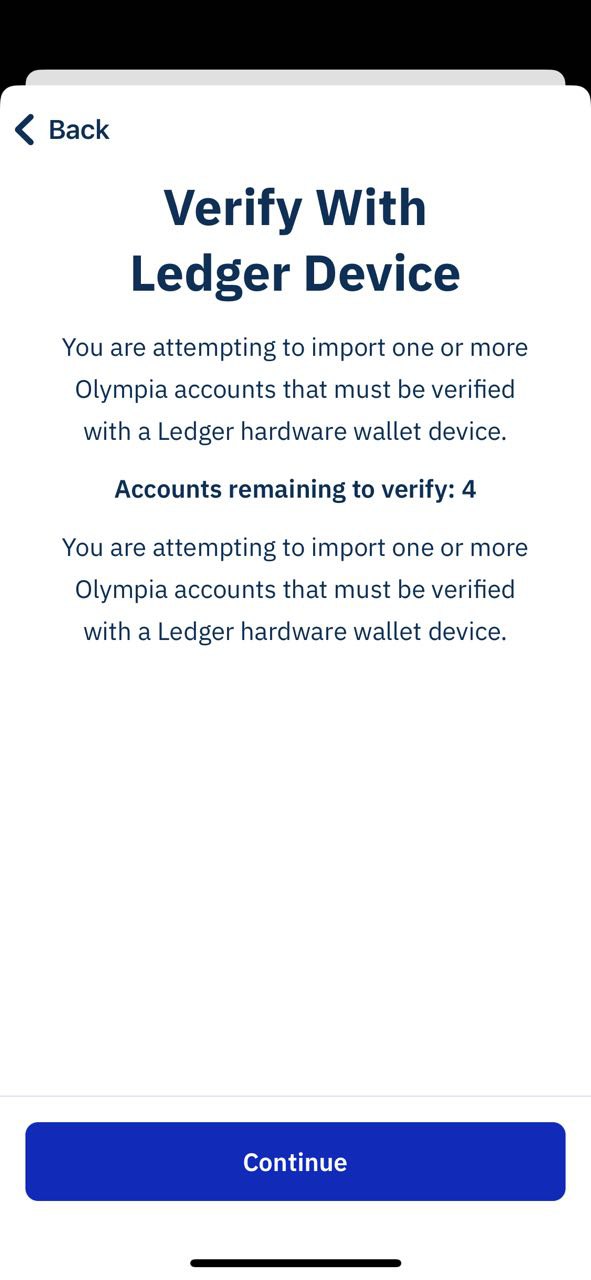 Back
Verify With
Ledger Device
You are attempting to import one or more
Olympia accounts that must be verified
with a Ledger hardware wallet device.
Accounts remaining to verify: 4
You are attempting to import one or more
Olympia accounts that must be verified
with a Ledger hardware wallet device.
Continue